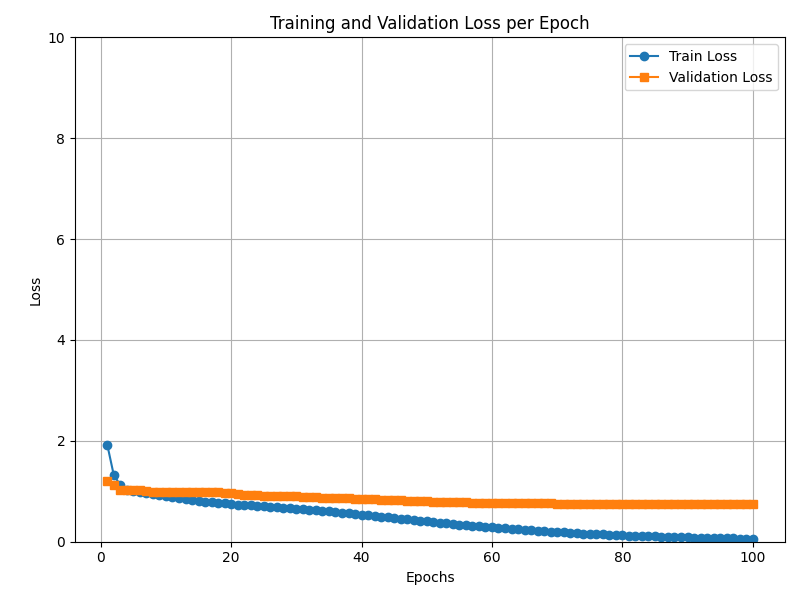 Training and Validation Loss per Epoch
10
8
6
4
2
0
Loss
Train Loss
Validation Loss
0 20 40 60 80 100
Epochs